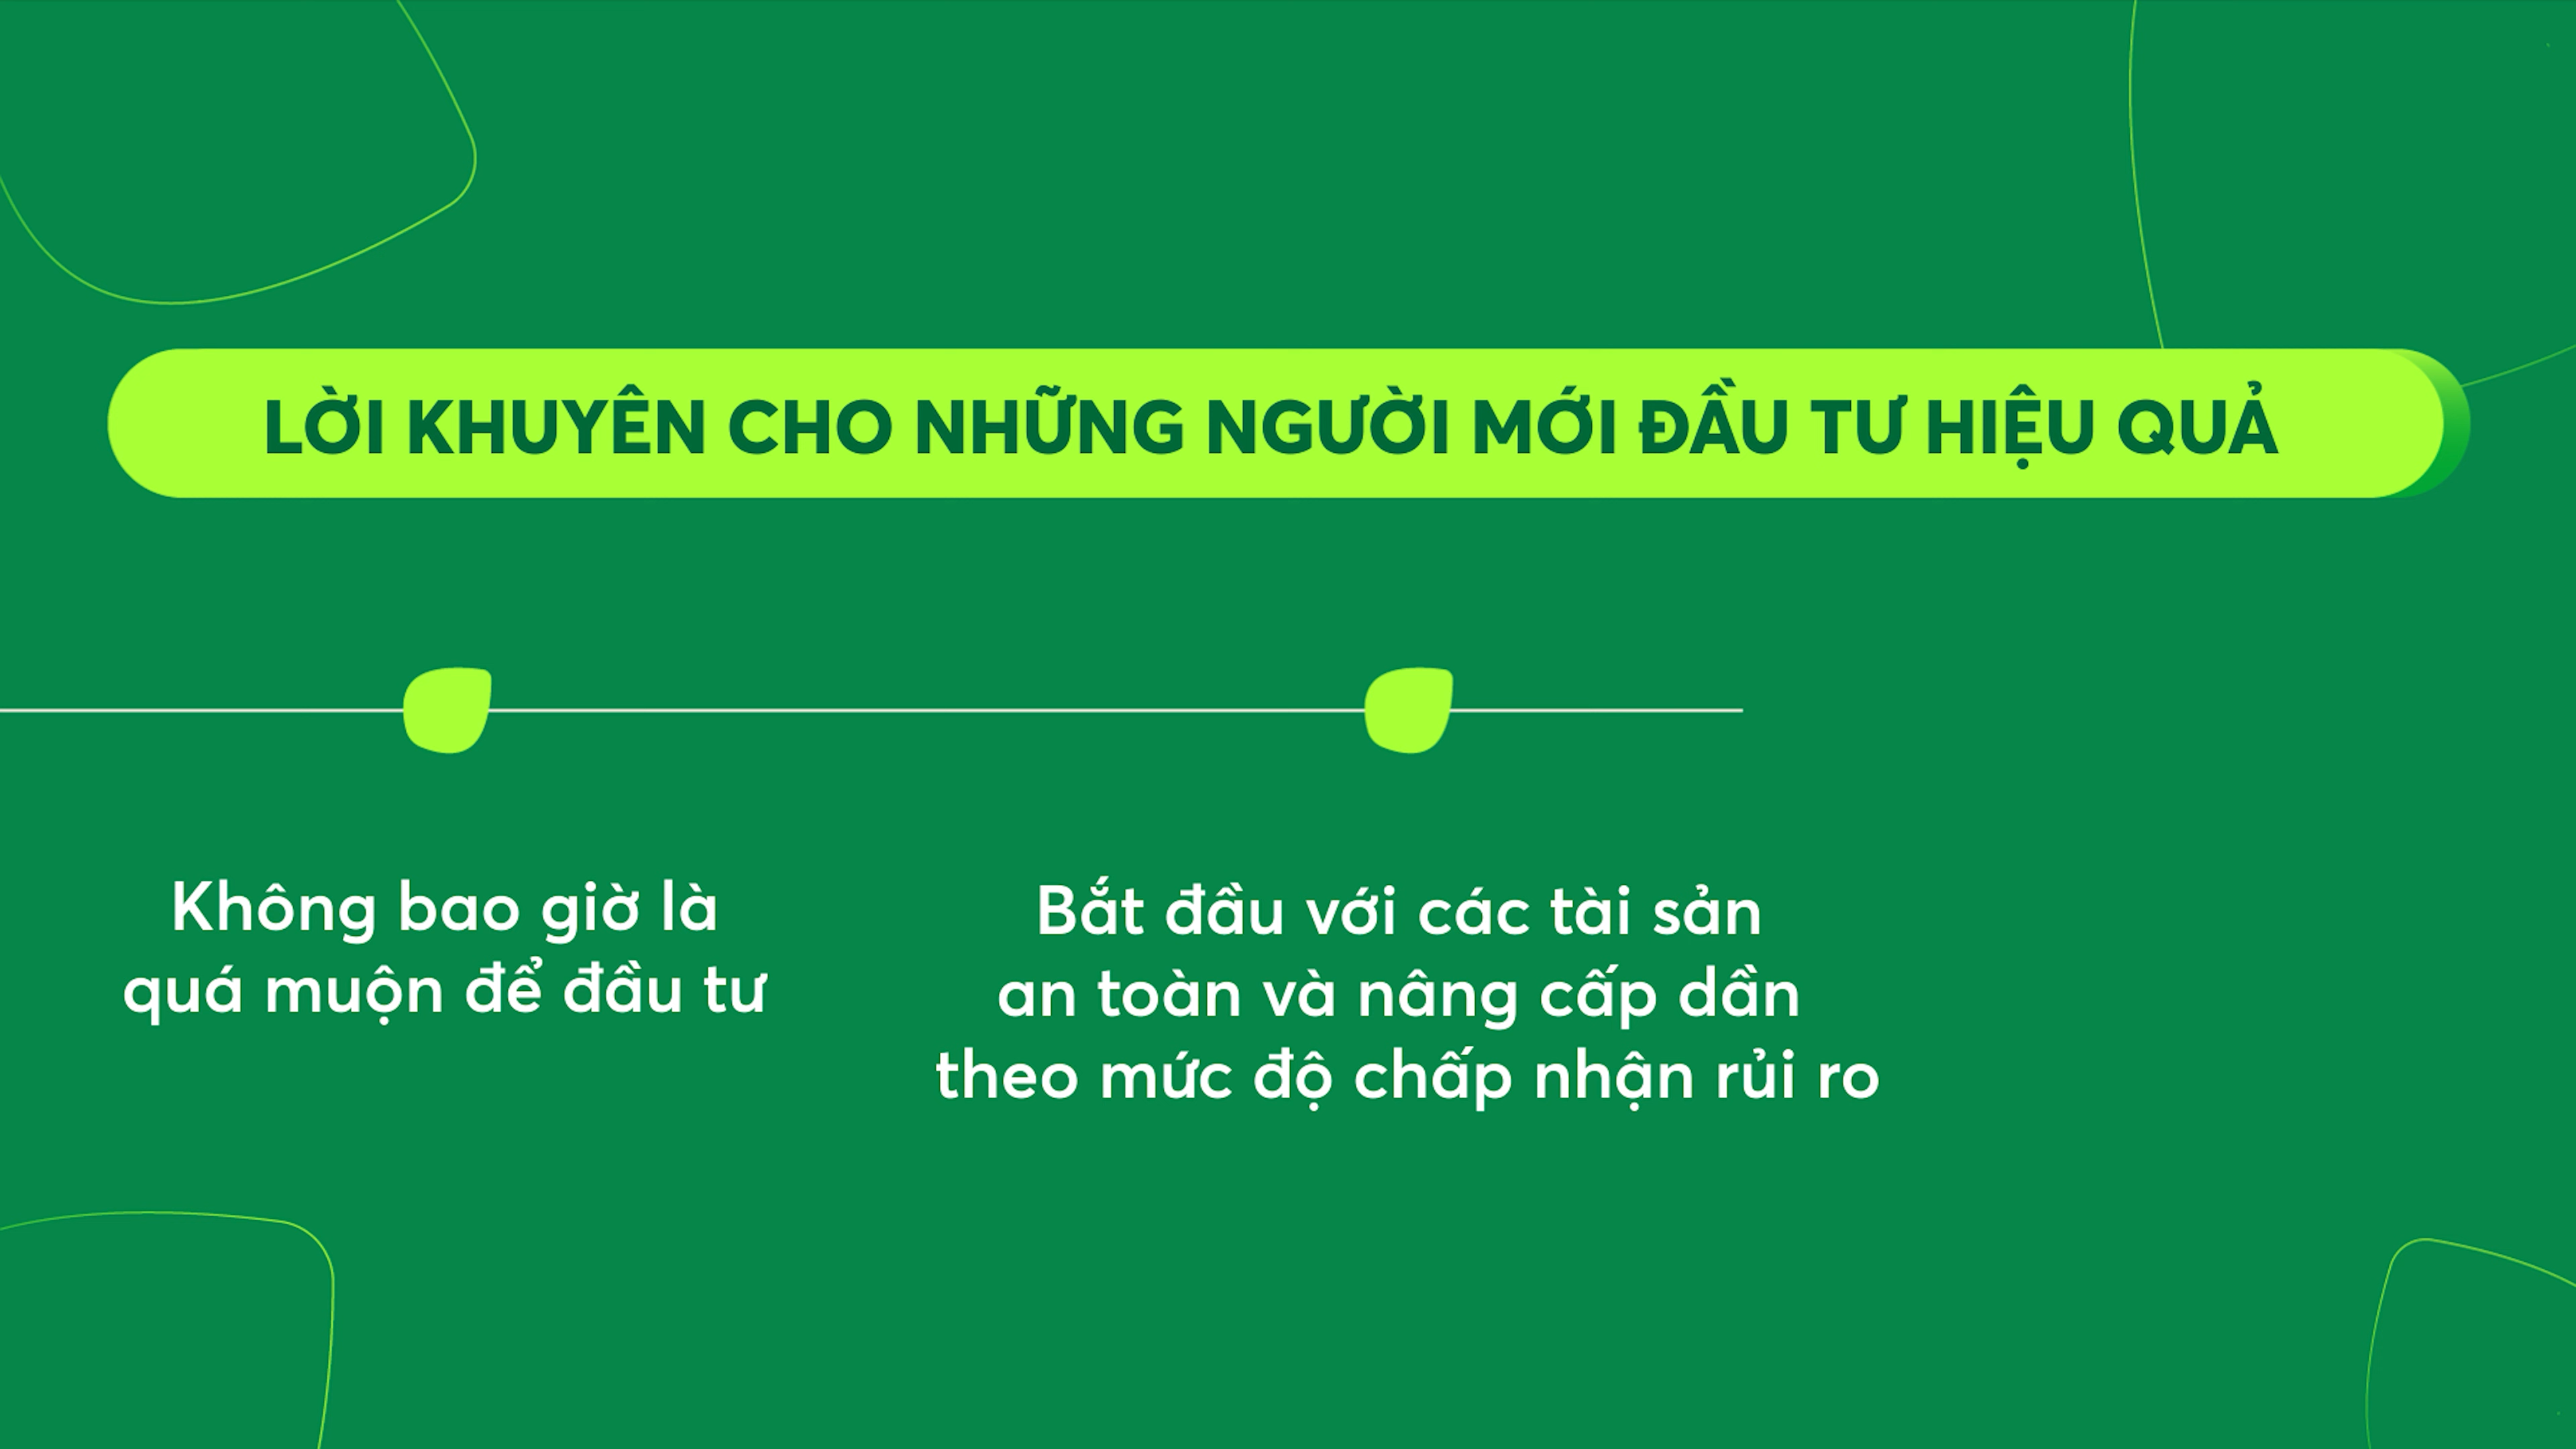 LỜI KHUYÊN CHO NHỮNG NGƯỜI MỚI ĐẦU TƯ HIỆU QUẢ
Không bao giờ là
quá muộn để đầu tư
Bắt đầu với các tài sản
an toàn và nâng cấp dần
theo mức độ chấp nhận rủi ro